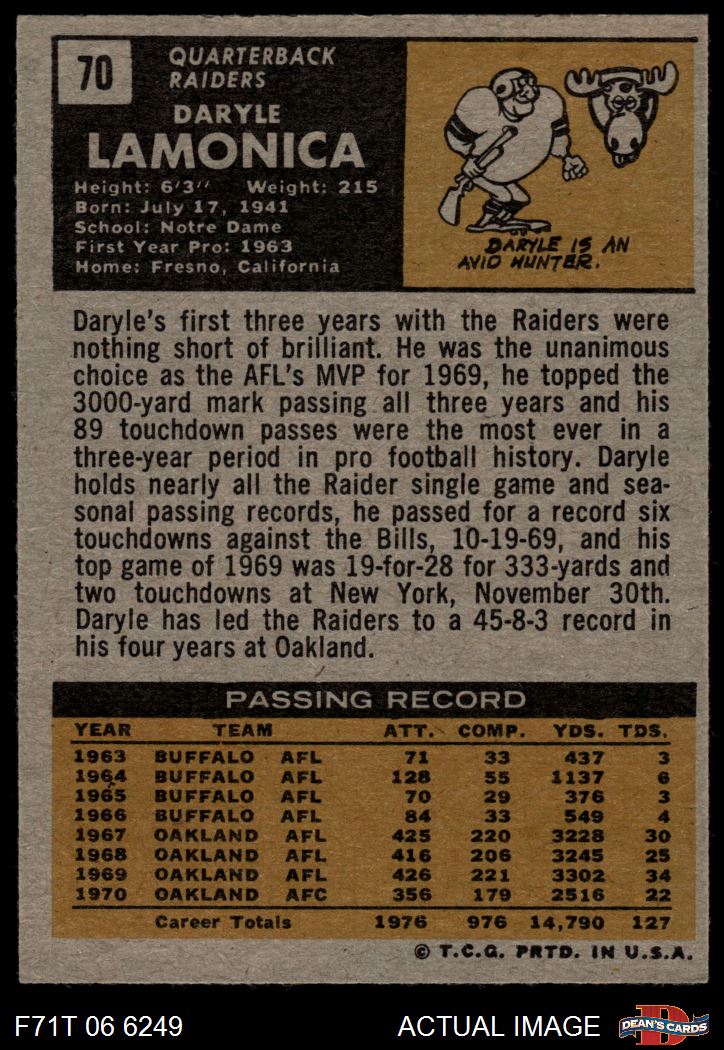 70
QUARTERBACK
RAIDERS
DARYLE
LAMONICA
Height: 6'3" Weight: 215
Born: July 17, 1941
School: Notre Dame
First Year Pro: 1963
Home: Fresno, California
DARYLE IS AN
AVID HUNTER.
Daryle's first three years with the Raiders were
nothing short of brilliant. He was the unanimous
choice as the AFL's MVP for 1969, he topped the
3000-yard mark passing all three years and his
89 touchdown passes were the most ever in a
three-year period in pro football history. Daryle
holds nearly all the Raider single game and sea-
sonal passing records, he passed for a record six
touchdowns against the Bills, 10-19-69, and his
top game of 1969 was 19-for-28 for 333-yards and
two touchdowns at New York, November 30th.
Daryle has led the Raiders to a 45-8-3 record in
his four years at Oakland.
PASSING RECORD
YEAR TEAM ATT. COMP. YDS. TDS.
1963 BUFFALO AFL 71 33 437 3
1964 BUFFALO AFL 128 55 1137 6
1965 BUFFALO AFL 70 29 376 3
1966 BUFFALO AFL 84 33 549 4
1967 OAKLAND AFL 425 220 3228 30
1968 OAKLAND AFL 416 206 3245 25
1969 OAKLAND AFL 426 221 3302 34
1970 OAKLAND AFC 356 179 2516 22
Career Totals 1976 976 14,790 127
© T.C.G. PRTD. IN U.S.A.
F71T 06 6249 ACTUAL IMAGE D DEAN'S CARDS